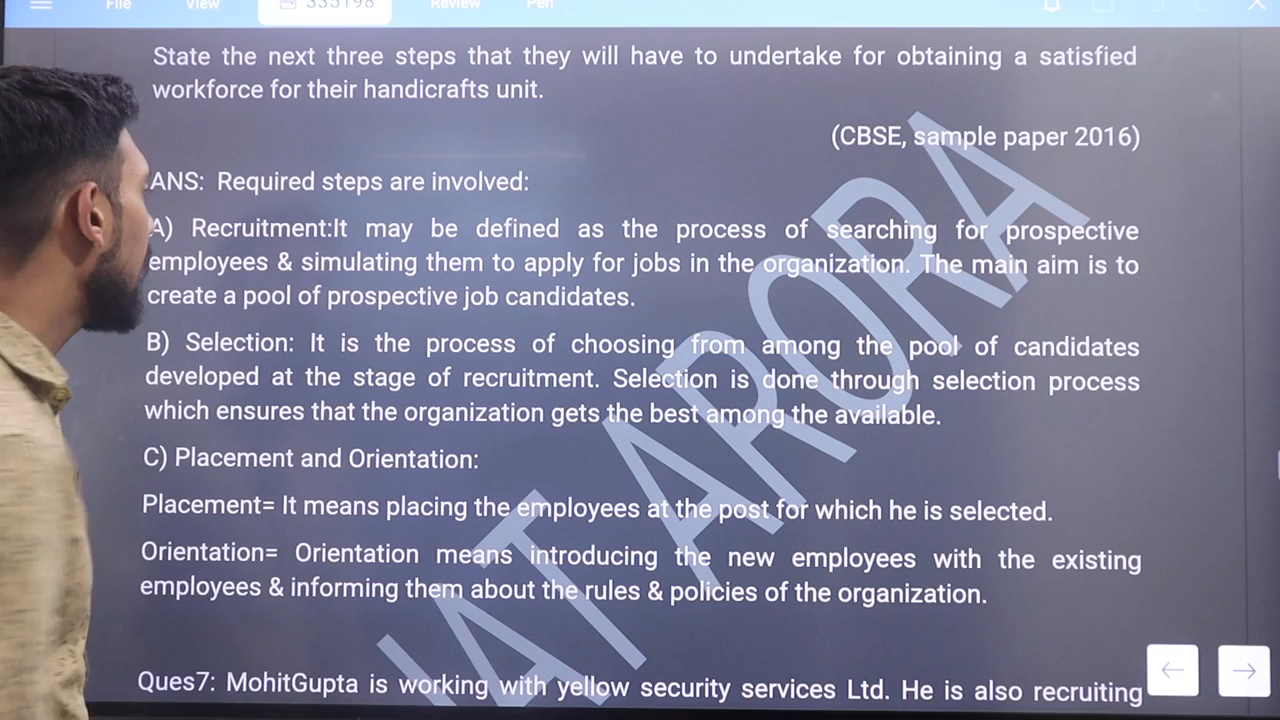 File View 335198 Review Pen
State the next three steps that they will have to undertake for obtaining a satisfied
workforce for their handicrafts unit.
(CBSE, sample paper 2016)
ANS: Required steps are involved:
A) Recruitment:It may be defined as the process of searching for prospective
employees & simulating them to apply for jobs in the organization. The main aim is to
create a pool of prospective job candidates.
B) Selection: It is the process of choosing from among the pool of candidates
developed at the stage of recruitment. Selection is done through selection process
which ensures that the organization gets the best among the available.
C) Placement and Orientation:
Placement= It means placing the employees at the post for which he is selected.
Orientation= Orientation means introducing the new employees with the existing
employees & informing them about the rules & policies of the organization.
Ques7: MohitGupta is working with yellow security services Ltd. He is also recruiting
ARORA